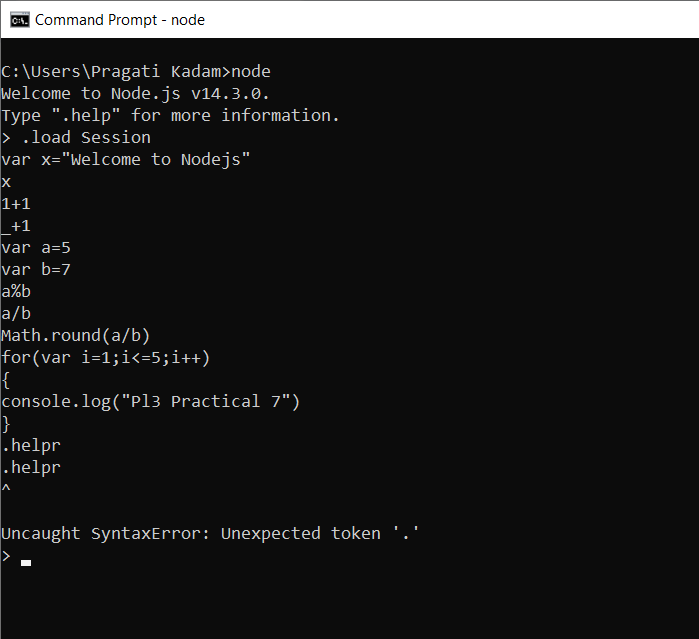 Command Prompt - node
C:\Users\Pragati Kadam>node
Welcome to Node.js v14.3.0.
Type ".help" for more information.
> .load Session
var x="Welcome to Nodejs"
x
1+1
_+1
var a=5
var b=7
a%b
a/b
Math.round(a/b)
for(var i=1;i<=5;i++)
{
console.log("Pl3 Practical 7")
}
.helpr
.helpr
^
Uncaught SyntaxError: Unexpected token '.'
>